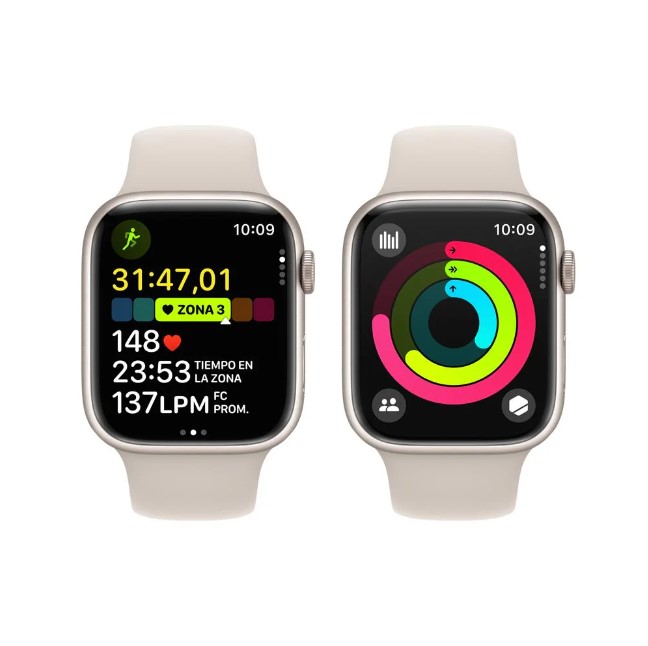 10:09
31:47,01
ZONA 3
148
23:53 TIEMPO EN
LA ZONA
137LPM FC
PROM.
10:09